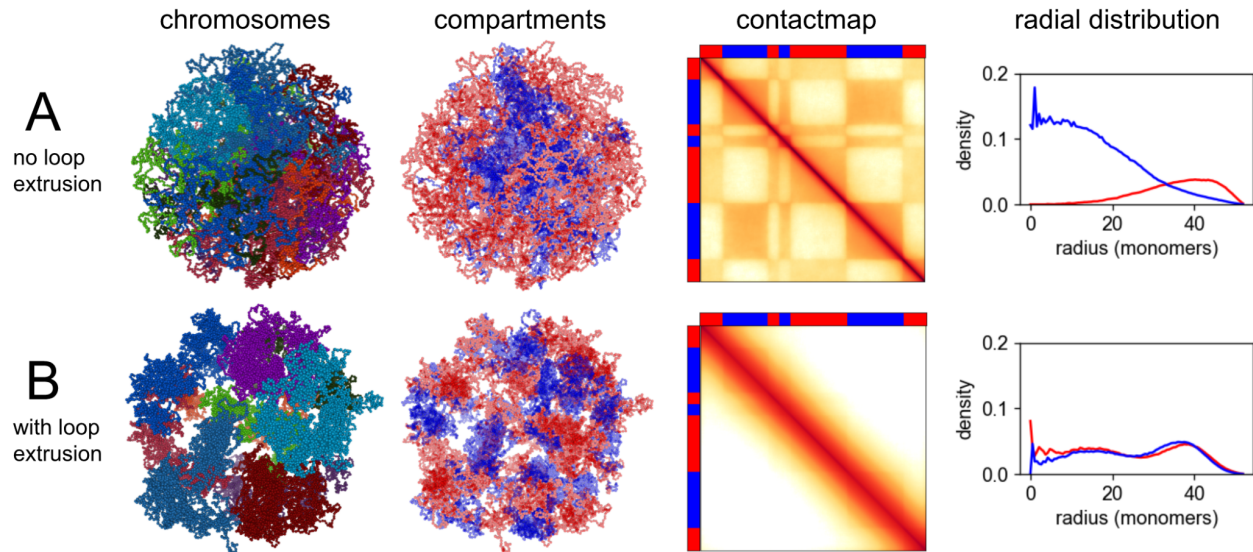 chromosomes compartments contactmap radial distribution
A
no loop
extrusion
0.2
0.1
0.0
density
0 20 40
radius (monomers)
B
with loop
extrusion
0.2
0.1
0.0
density
0 20 40
radius (monomers)